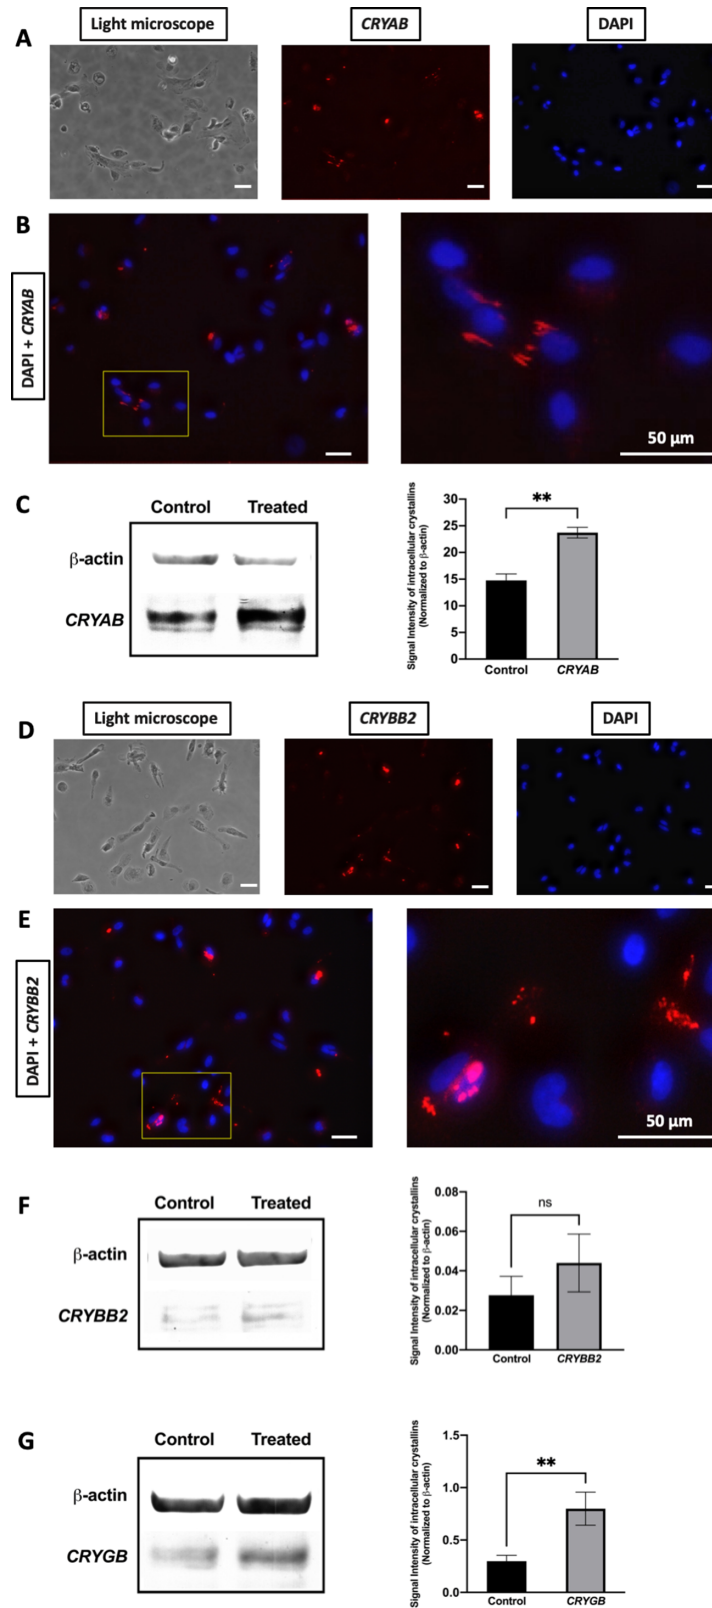 A
Light microscope
CRYAB
DAPI
B
DAPI + CRYAB
50 µm
C
Control Treated
β-actin
CRYAB
Signal Intensity of intracellular crystallins
(Normalized to β-actin)
30
25
20
15
10
5
0
**
Control CRYAB
D
Light microscope
CRYBB2
DAPI
E
DAPI + CRYBB2
50 µm
F
Control Treated
β-actin
CRYBB2
Signal Intensity of intracellular crystallins
(Normalized to β-actin)
0.08
0.06
0.04
0.02
0.00
ns
Control CRYBB2
G
Control Treated
β-actin
CRYGB
Signal Intensity of intracellular crystallins
(Normalized to β-actin)
1.5
1.0
0.5
0.0
**
Control CRYGB